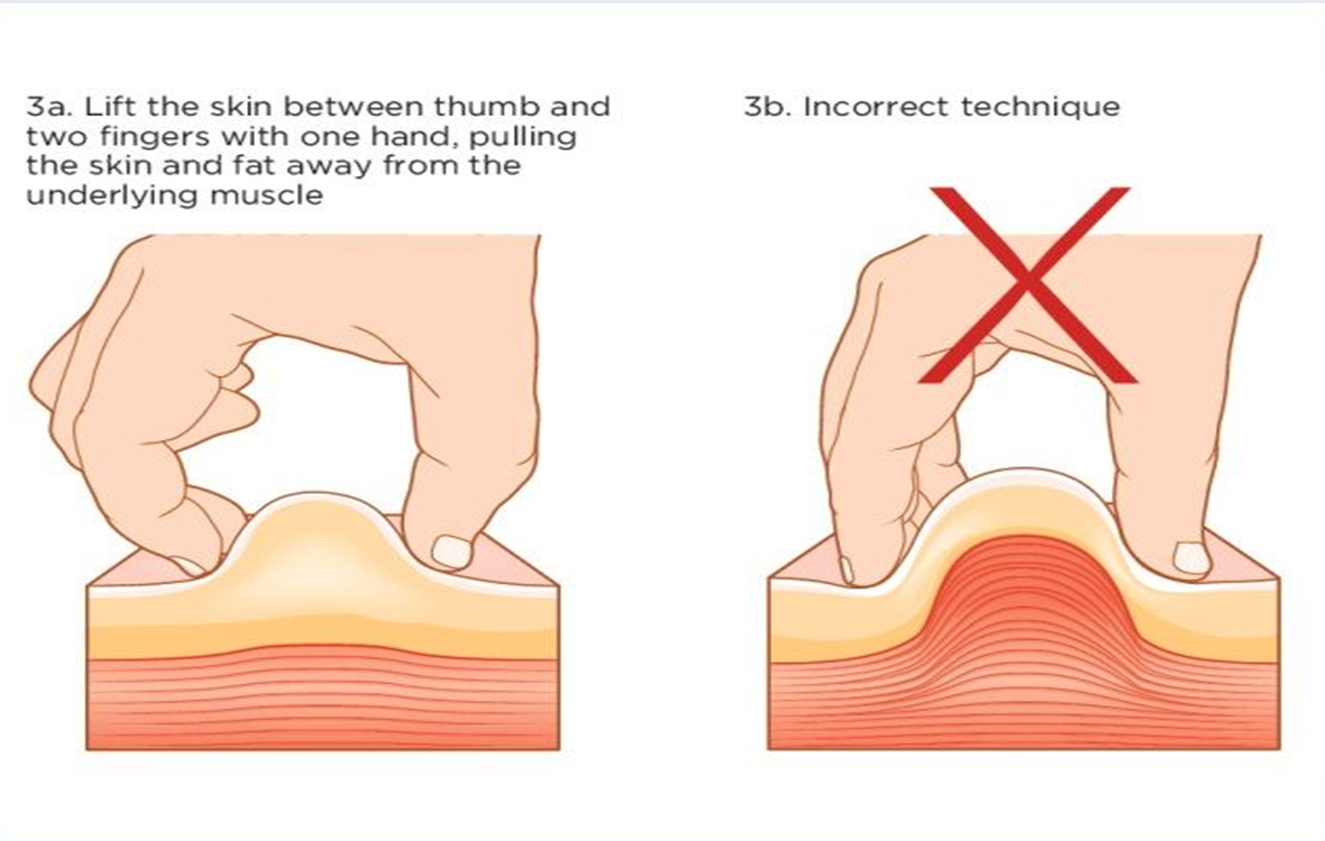 3a. Lift the skin between thumb and
two fingers with one hand, pulling
the skin and fat away from the
underlying muscle
3b. Incorrect technique